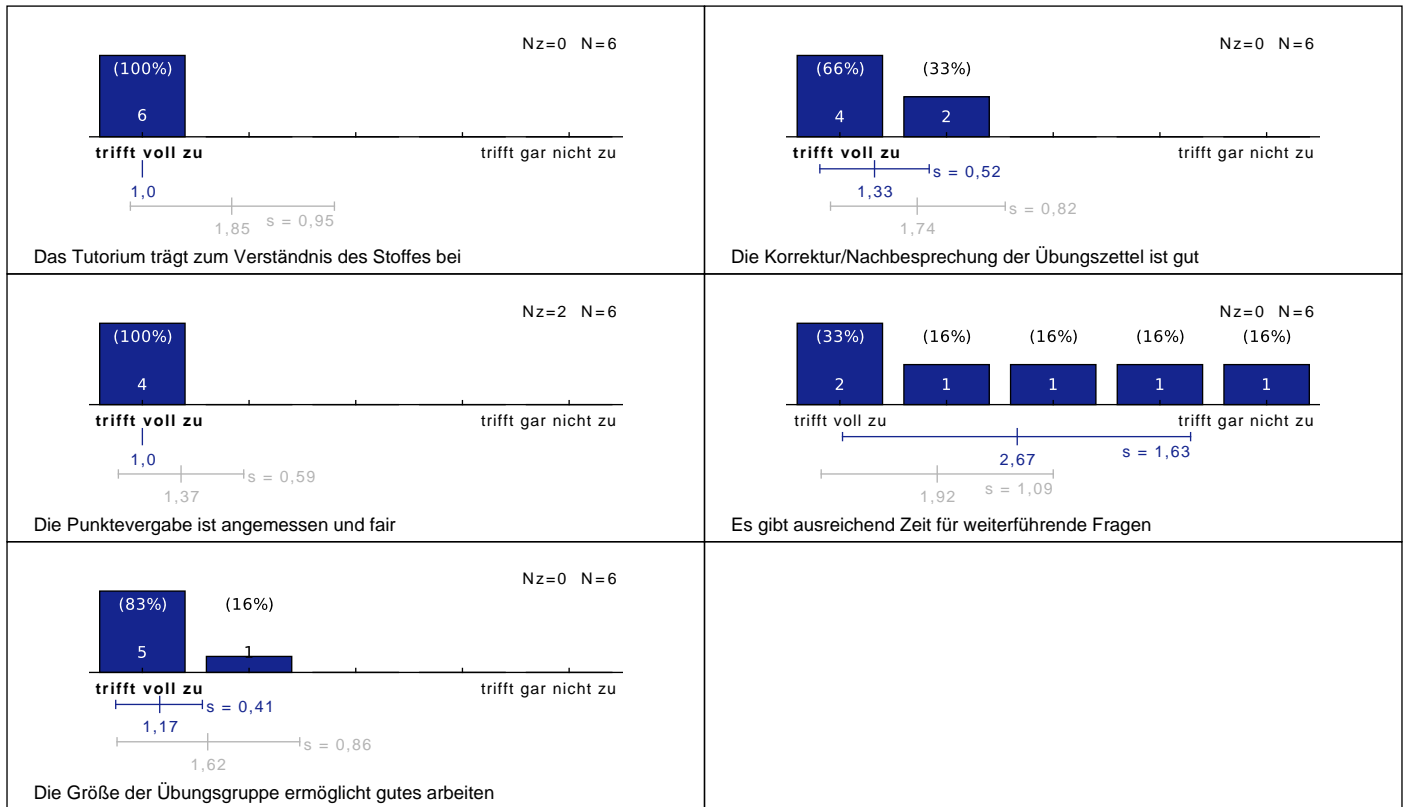 Nz=0 N=6
(100%)
6
trifft voll zu trifft gar nicht zu
1,0
s = 0,95
1,85
Das Tutorium trägt zum Verständnis des Stoffes bei
Nz=0 N=6
(66%) (33%)
4 2
trifft voll zu trifft gar nicht zu
s = 0,52
1,33
s = 0,82
1,74
Die Korrektur/Nachbesprechung der Übungszettel ist gut
Nz=2 N=6
(100%)
4
trifft voll zu trifft gar nicht zu
1,0
s = 0,59
1,37
Die Punktevergabe ist angemessen und fair
Nz=0 N=6
(33%) (16%) (16%) (16%) (16%)
2 1 1 1 1
trifft voll zu trifft gar nicht zu
2,67 s = 1,63
1,92 s = 1,09
Es gibt ausreichend Zeit für weiterführende Fragen
Nz=0 N=6
(83%) (16%)
5 1
trifft voll zu trifft gar nicht zu
s = 0,41
1,17
s = 0,86
1,62
Die Größe der Übungsgruppe ermöglicht gutes arbeiten